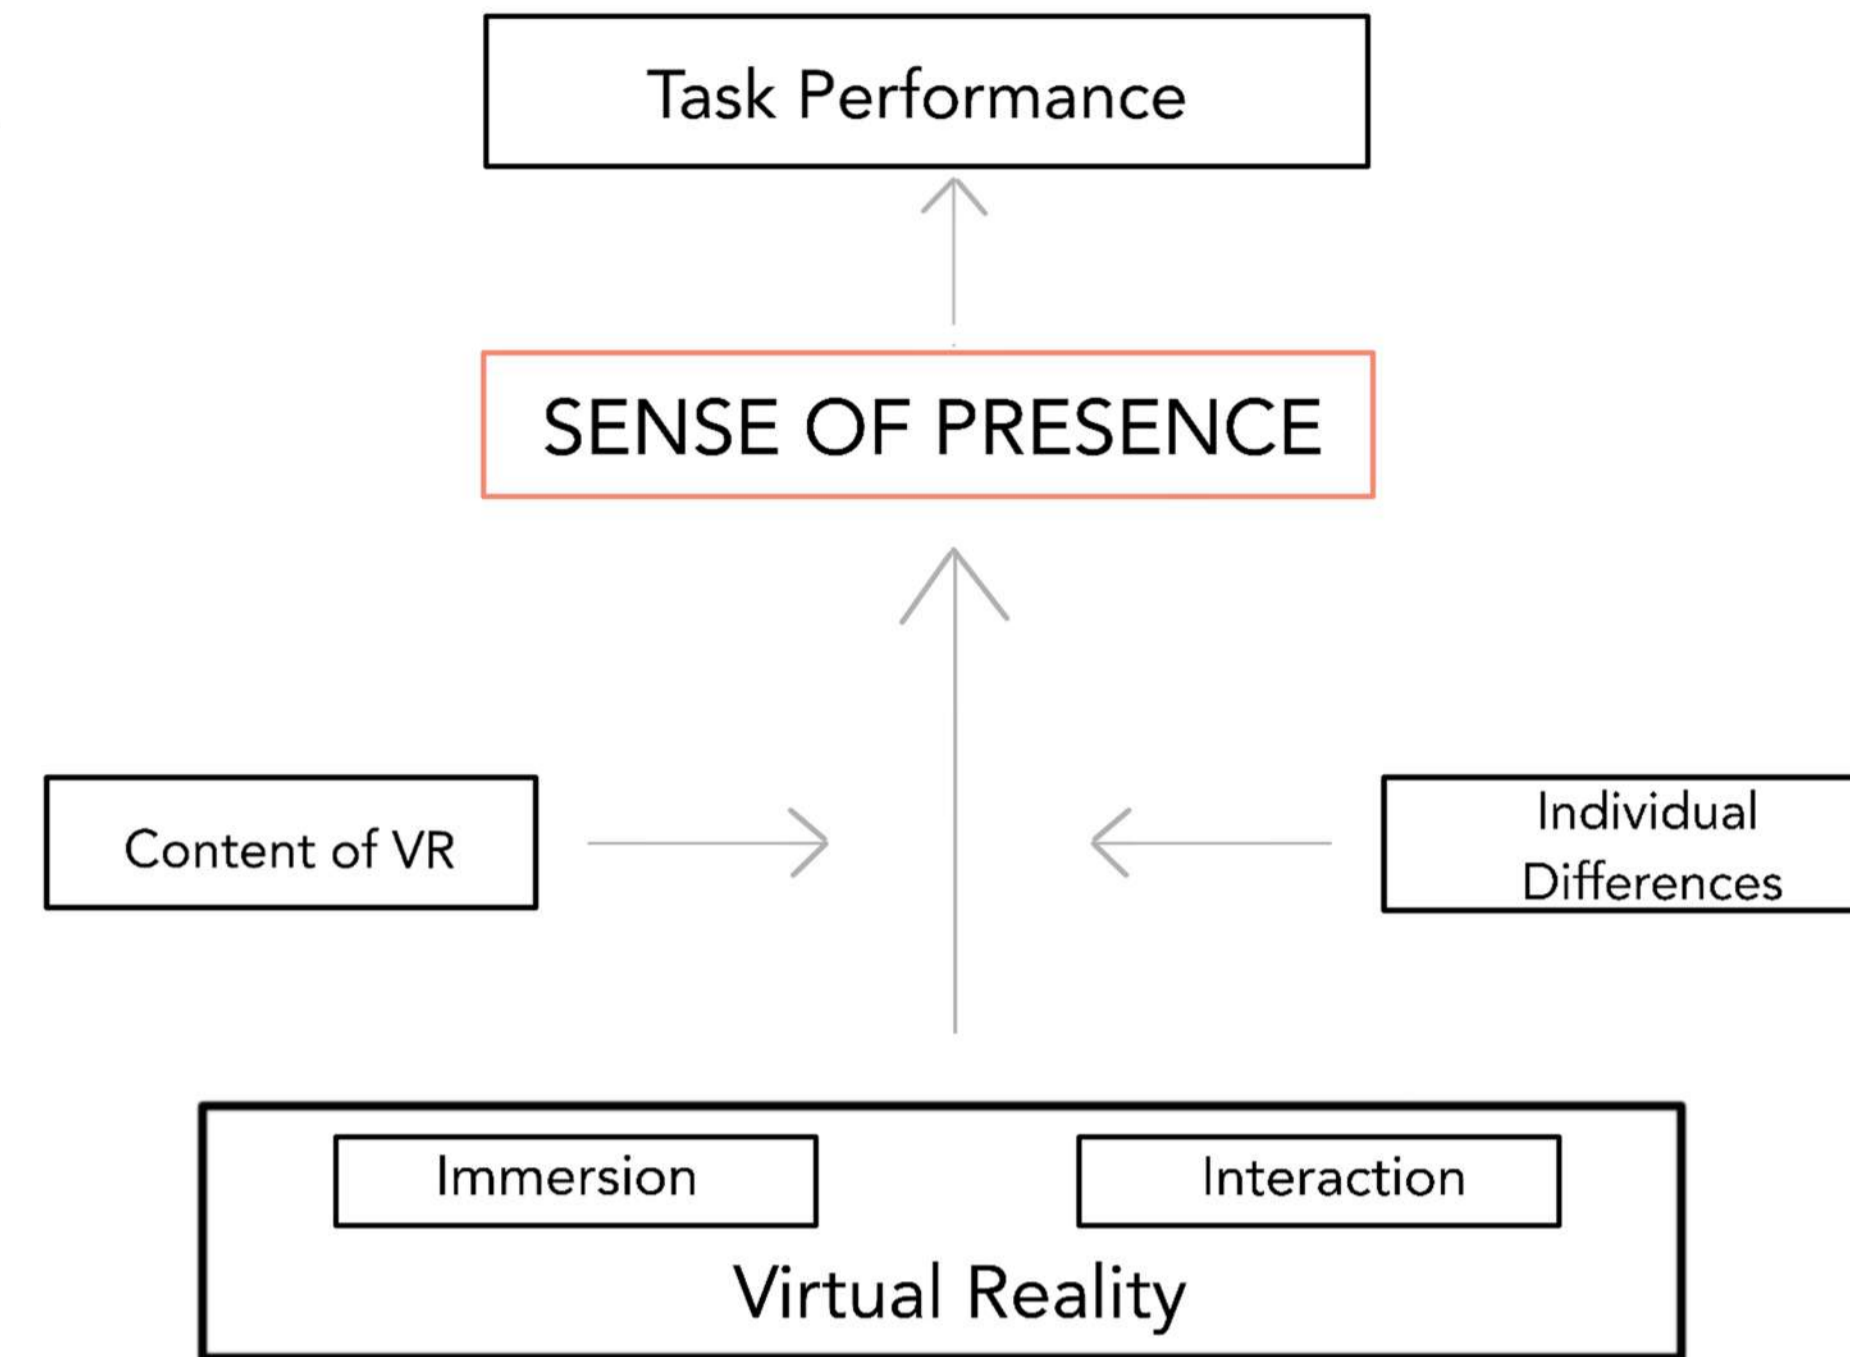 Task Performance
SENSE OF PRESENCE
Content of VR
Individual
Differences
Immersion
Interaction
Virtual Reality